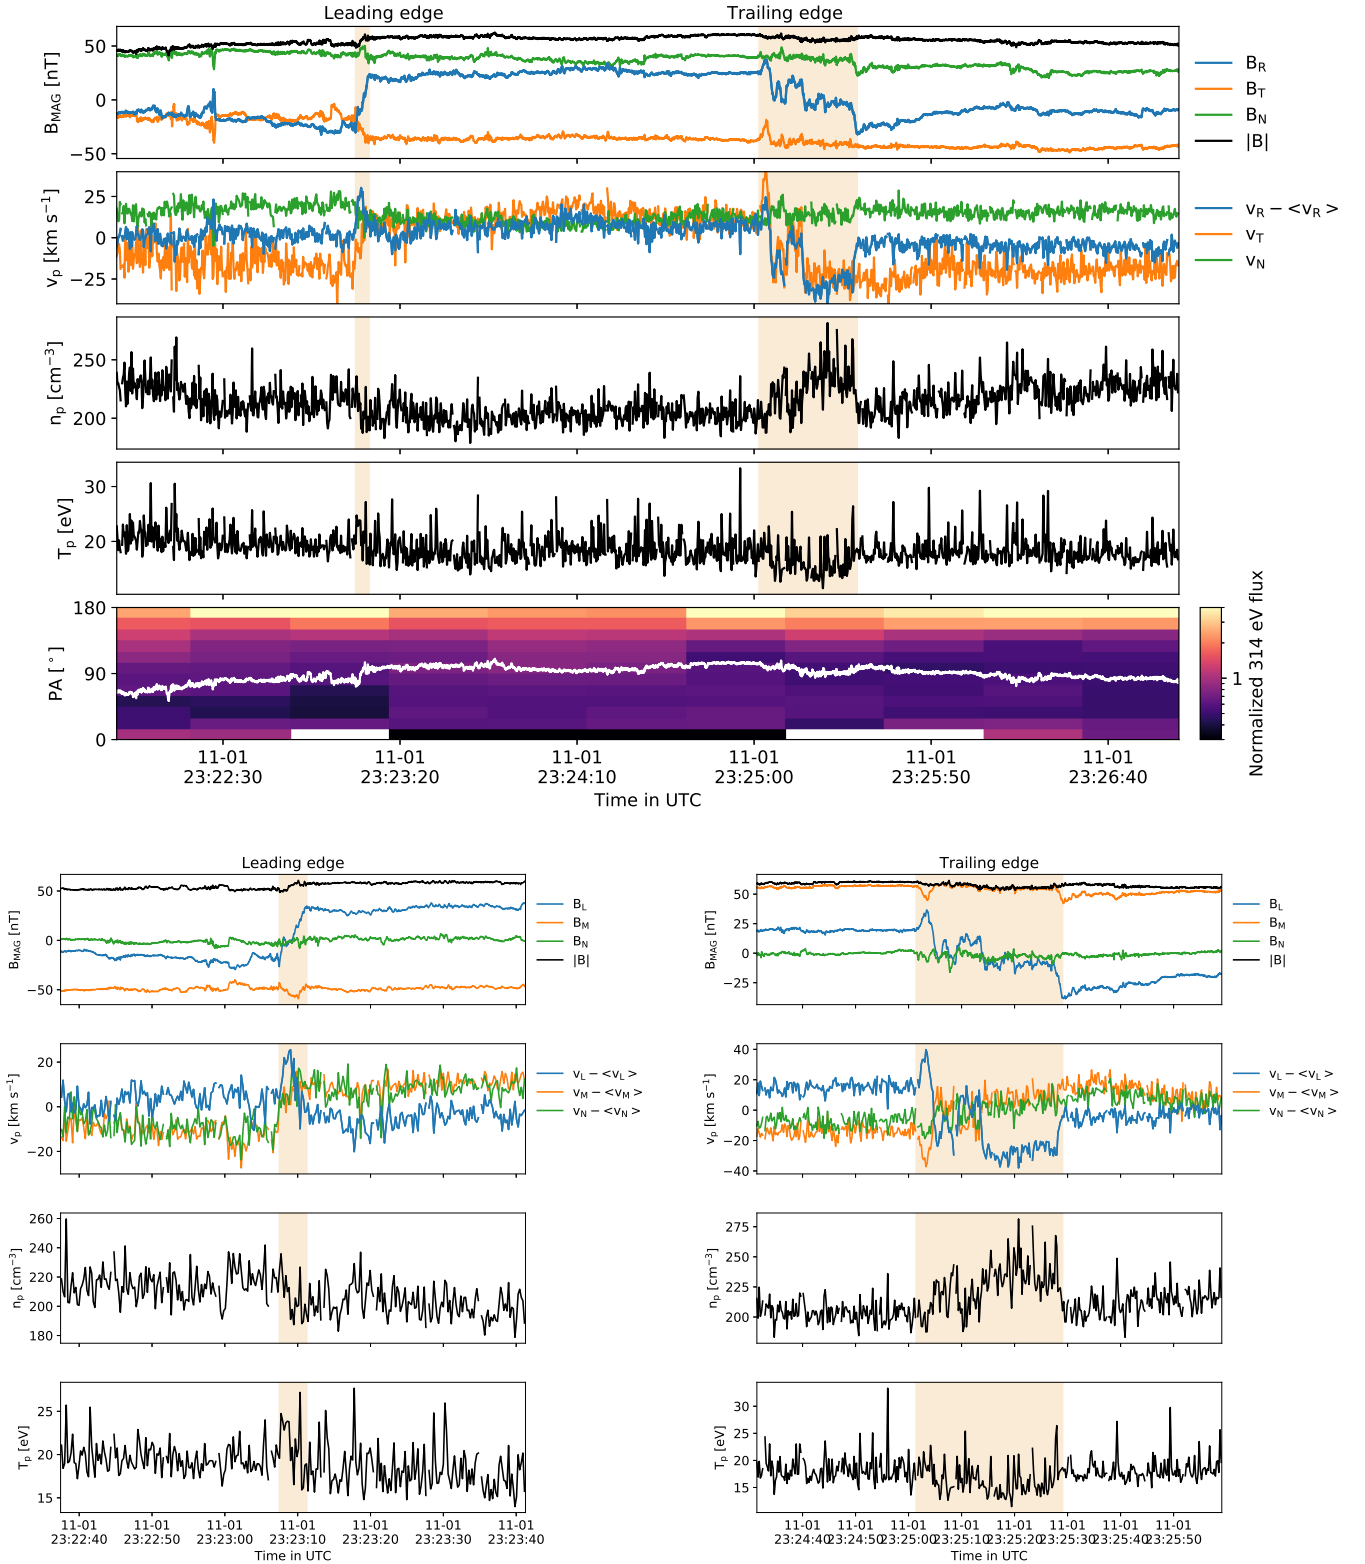 Leading edge
Trailing edge
B_MAG [nT]
50
0
−50
B_R
B_T
B_N
|B|
v_p [km s⁻¹]
25
0
−25
v_R − <v_R>
v_T
v_N
n_p [cm⁻³]
250
200
T_p [eV]
30
20
PA [°]
180
90
0
1
Normalized 314 eV flux
11-01 11-01 11-01 11-01 11-01 11-01
23:22:30 23:23:20 23:24:10 23:25:00 23:25:50 23:26:40
Time in UTC
Leading edge
B_MAG [nT]
50
0
−50
B_L
B_M
B_N
|B|
v_p [km s⁻¹]
20
0
−20
v_L − <v_L>
v_M − <v_M>
v_N − <v_N>
n_p [cm⁻³]
260
240
220
200
180
T_p [eV]
25
20
15
11-01 11-01 11-01 11-01 11-01 11-01 11-01
23:22:40 23:22:50 23:23:00 23:23:10 23:23:20 23:23:30 23:23:40
Time in UTC
Trailing edge
B_MAG [nT]
50
25
0
−25
B_L
B_M
B_N
|B|
v_p [km s⁻¹]
40
20
0
−20
−40
v_L − <v_L>
v_M − <v_M>
v_N − <v_N>
n_p [cm⁻³]
275
250
225
200
T_p [eV]
30
25
20
15
11-01 11-01 11-01 11-01 11-01 11-01 11-01 11-01
23:24:40 23:24:50 23:25:00 23:25:10 23:25:20 23:25:30 23:25:40 23:25:50
Time in UTC